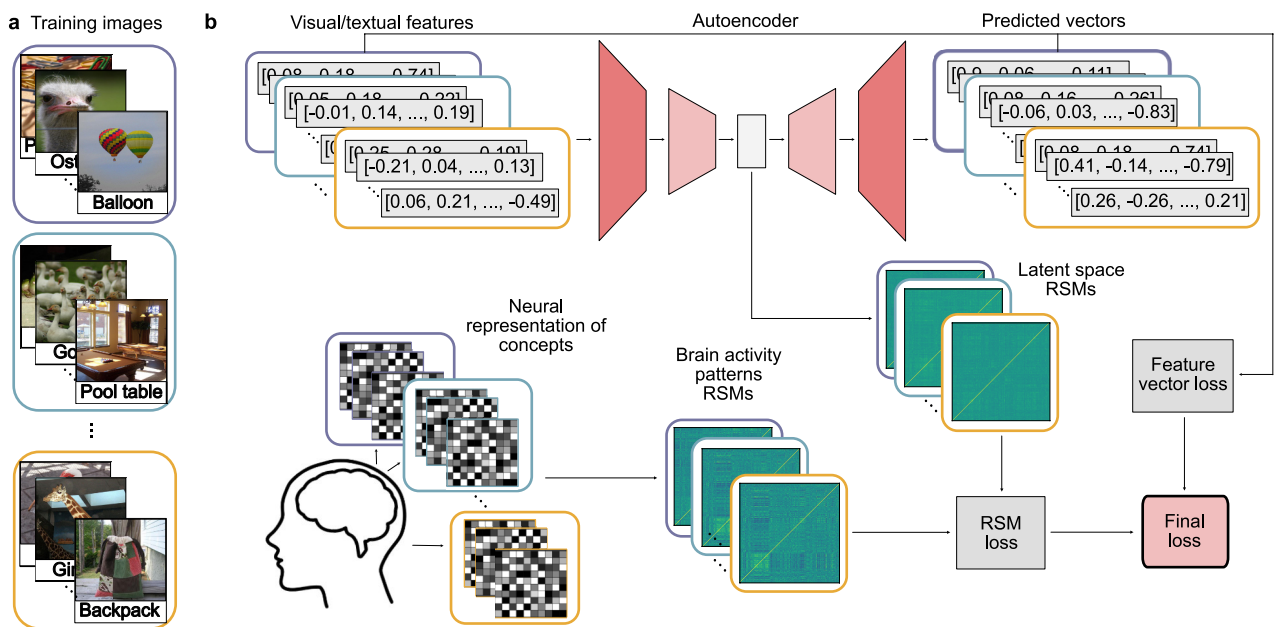 a Training images
Balloon
Pool table
Backpack
b
Visual/textual features
Autoencoder
Predicted vectors
[-0.01, 0.14, ..., 0.19]
[-0.21, 0.04, ..., 0.13]
[0.06, 0.21, ..., -0.49]
[-0.06, 0.03, ..., -0.83]
[0.41, -0.14, ..., -0.79]
[0.26, -0.26, ..., 0.21]
Neural
representation of
concepts
Brain activity
patterns
RSMs
Latent space
RSMs
Feature
vector loss
RSM
loss
Final
loss